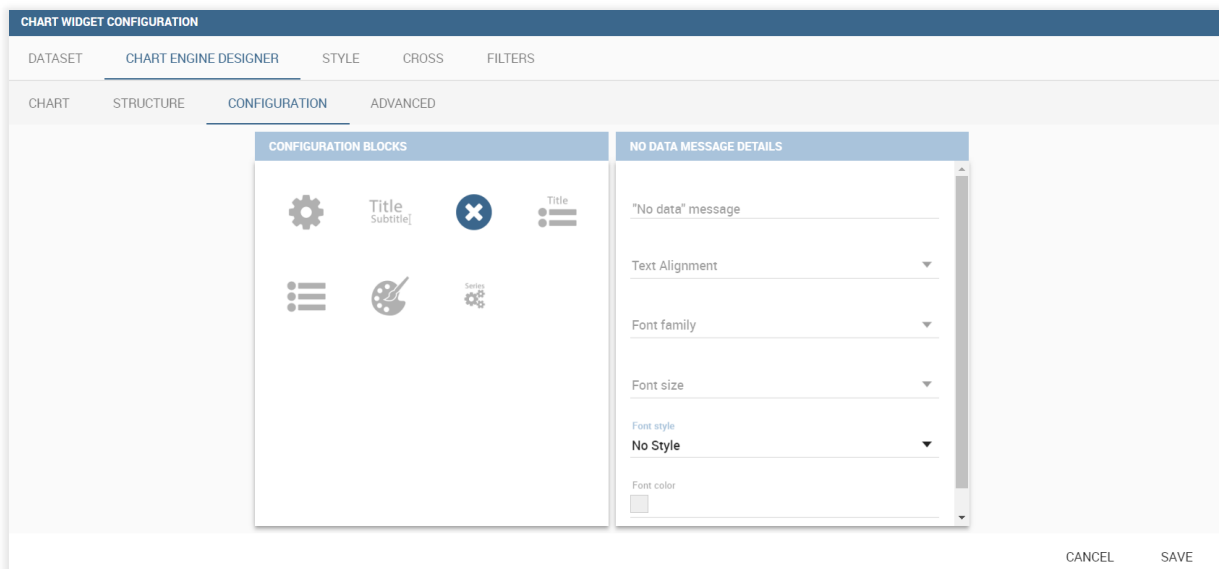 CHART WIDGET CONFIGURATION
DATASET CHART ENGINE DESIGNER STYLE CROSS FILTERS
CHART STRUCTURE CONFIGURATION ADVANCED
CONFIGURATION BLOCKS
Title
Subtitle
Title
Series
NO DATA MESSAGE DETAILS
"No data" message
Text Alignment
Font family
Font size
Font style
No Style
Font color
CANCEL SAVE